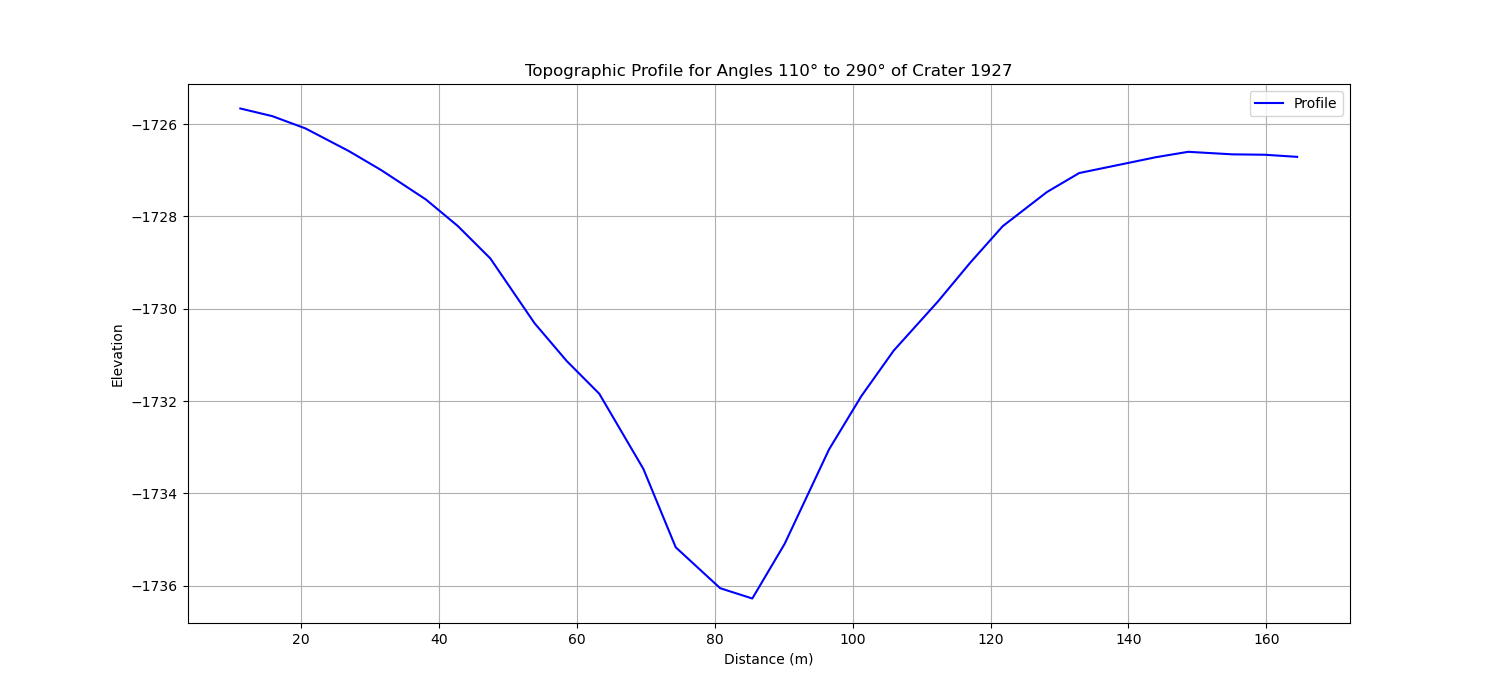 Topographic Profile for Angles 110° to 290° of Crater 1927
Profile
−1726
−1728
−1730
−1732
−1734
−1736
Elevation
20 40 60 80 100 120 140 160
Distance (m)